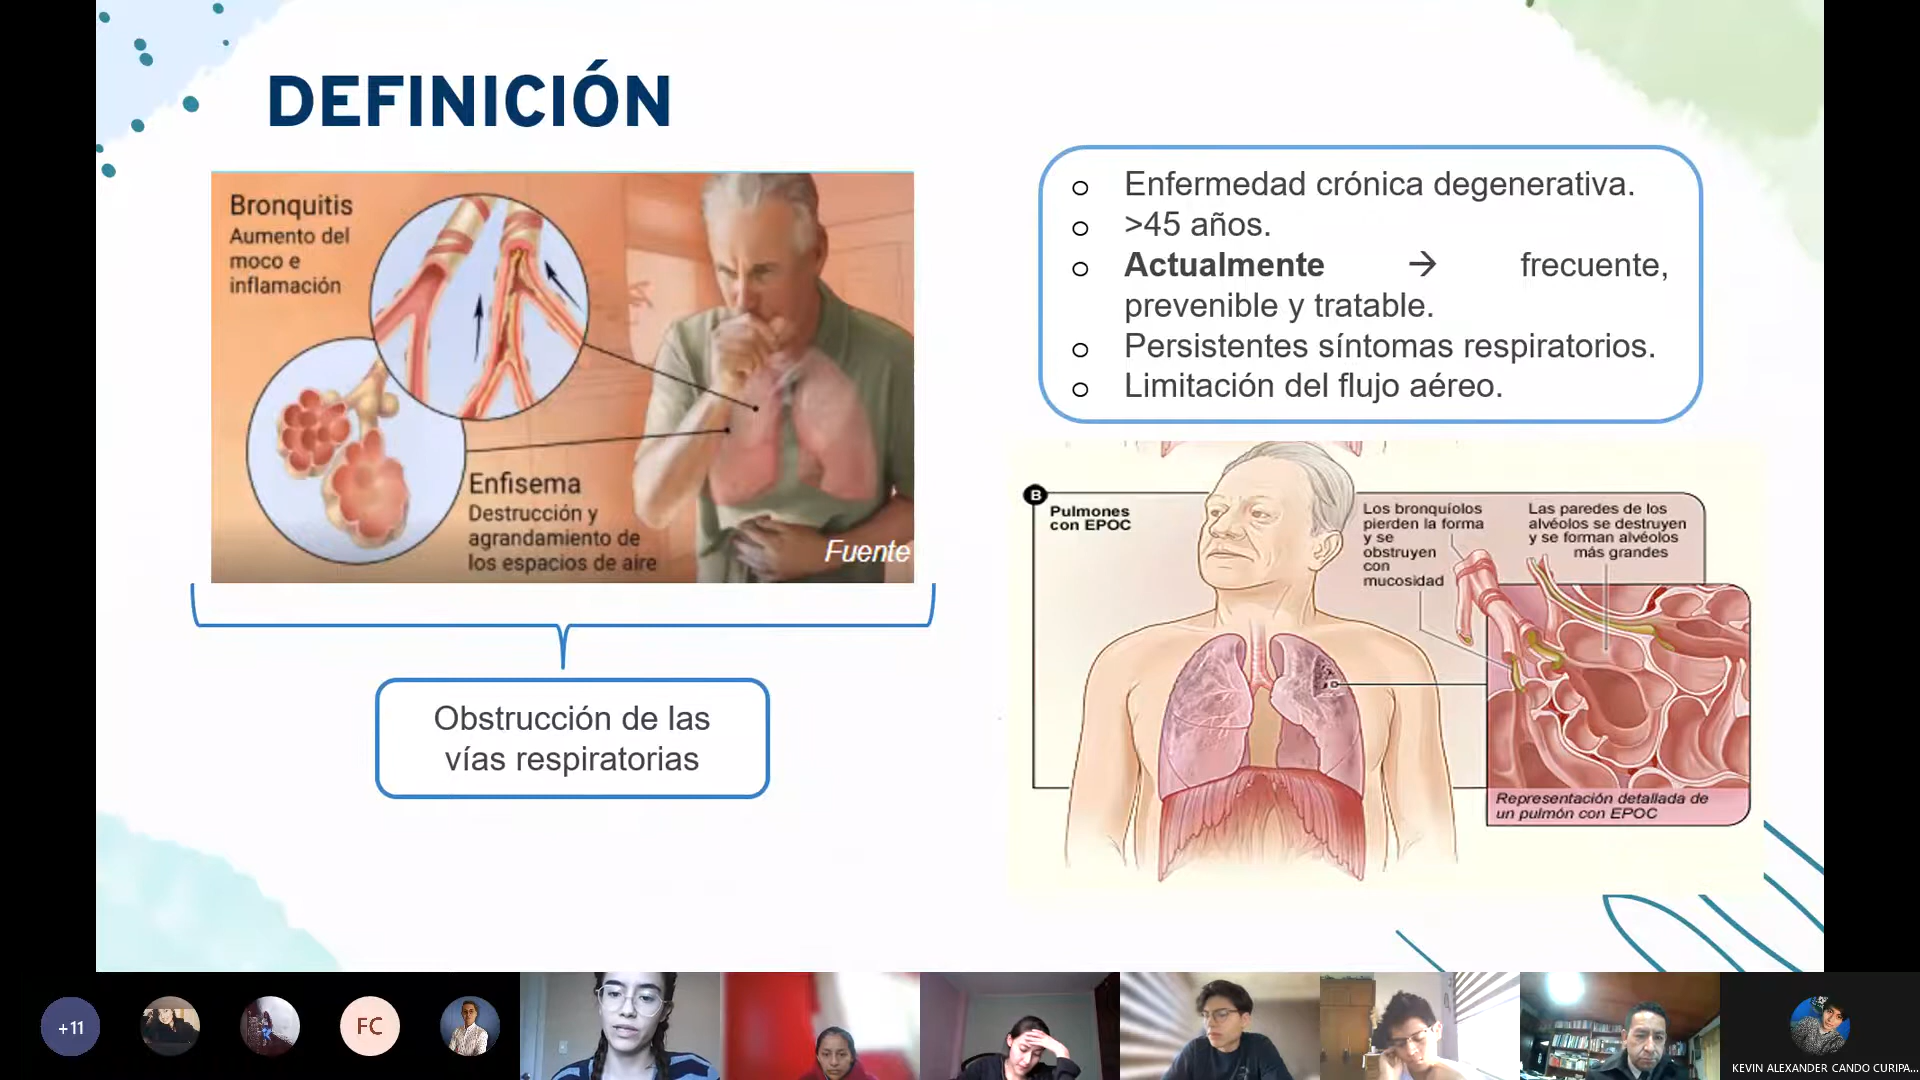 DEFINICIÓN
Bronquitis
Aumento del
moco e
inflamación
Enfisema
Destrucción y
agrandamiento de
los espacios de aire
Fuente
Obstrucción de las
vías respiratorias
Enfermedad crónica degenerativa.
>45 años.
Actualmente → frecuente,
prevenible y tratable.
Persistentes síntomas respiratorios.
Limitación del flujo aéreo.
B
Pulmones
con EPOC
Los bronquíolos
pierden la forma
y se
obstruyen
con
mucosidad
Las paredes de los
alvéolos se destruyen
y se forman alvéolos
más grandes
Representación detallada de
un pulmón con EPOC
+11
FC
KEVIN ALEXANDER CANDO CURIPA...